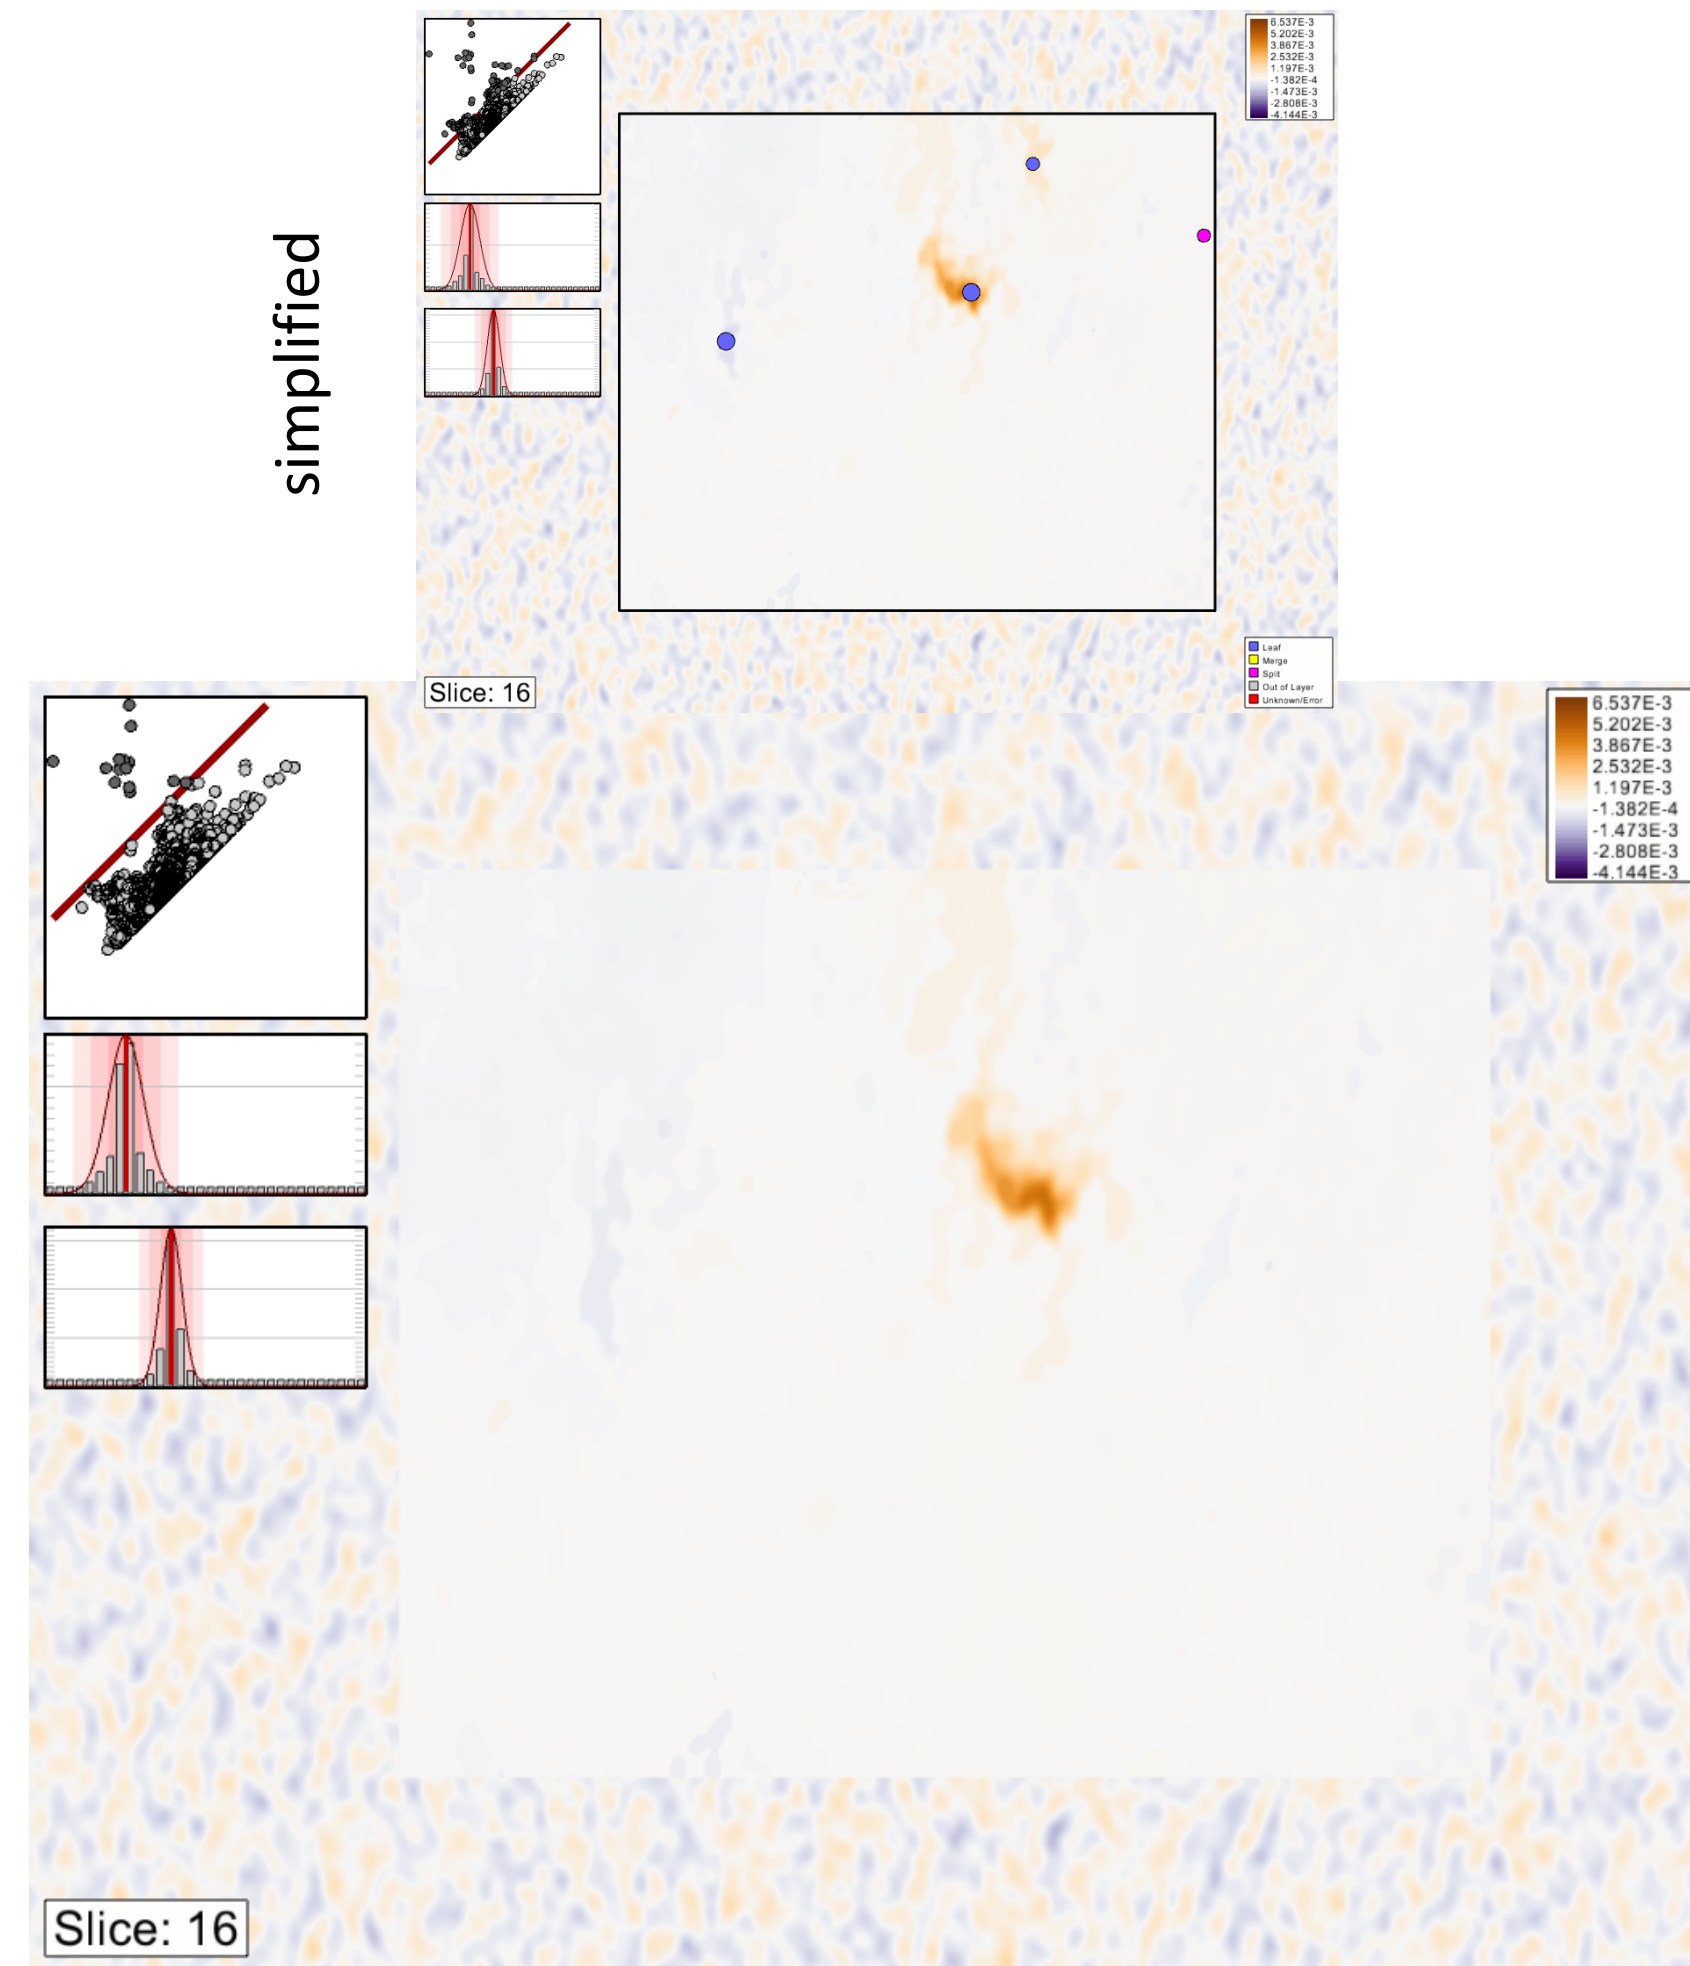 simplified
6.537E-3
5.202E-3
3.867E-3
2.532E-3
1.197E-3
-1.382E-4
-1.473E-3
-2.808E-3
-4.144E-3
Leaf
Merge
Split
Out of Layer
Unknown/Error
Slice: 16
6.537E-3
5.202E-3
3.867E-3
2.532E-3
1.197E-3
-1.382E-4
-1.473E-3
-2.808E-3
-4.144E-3
Slice: 16